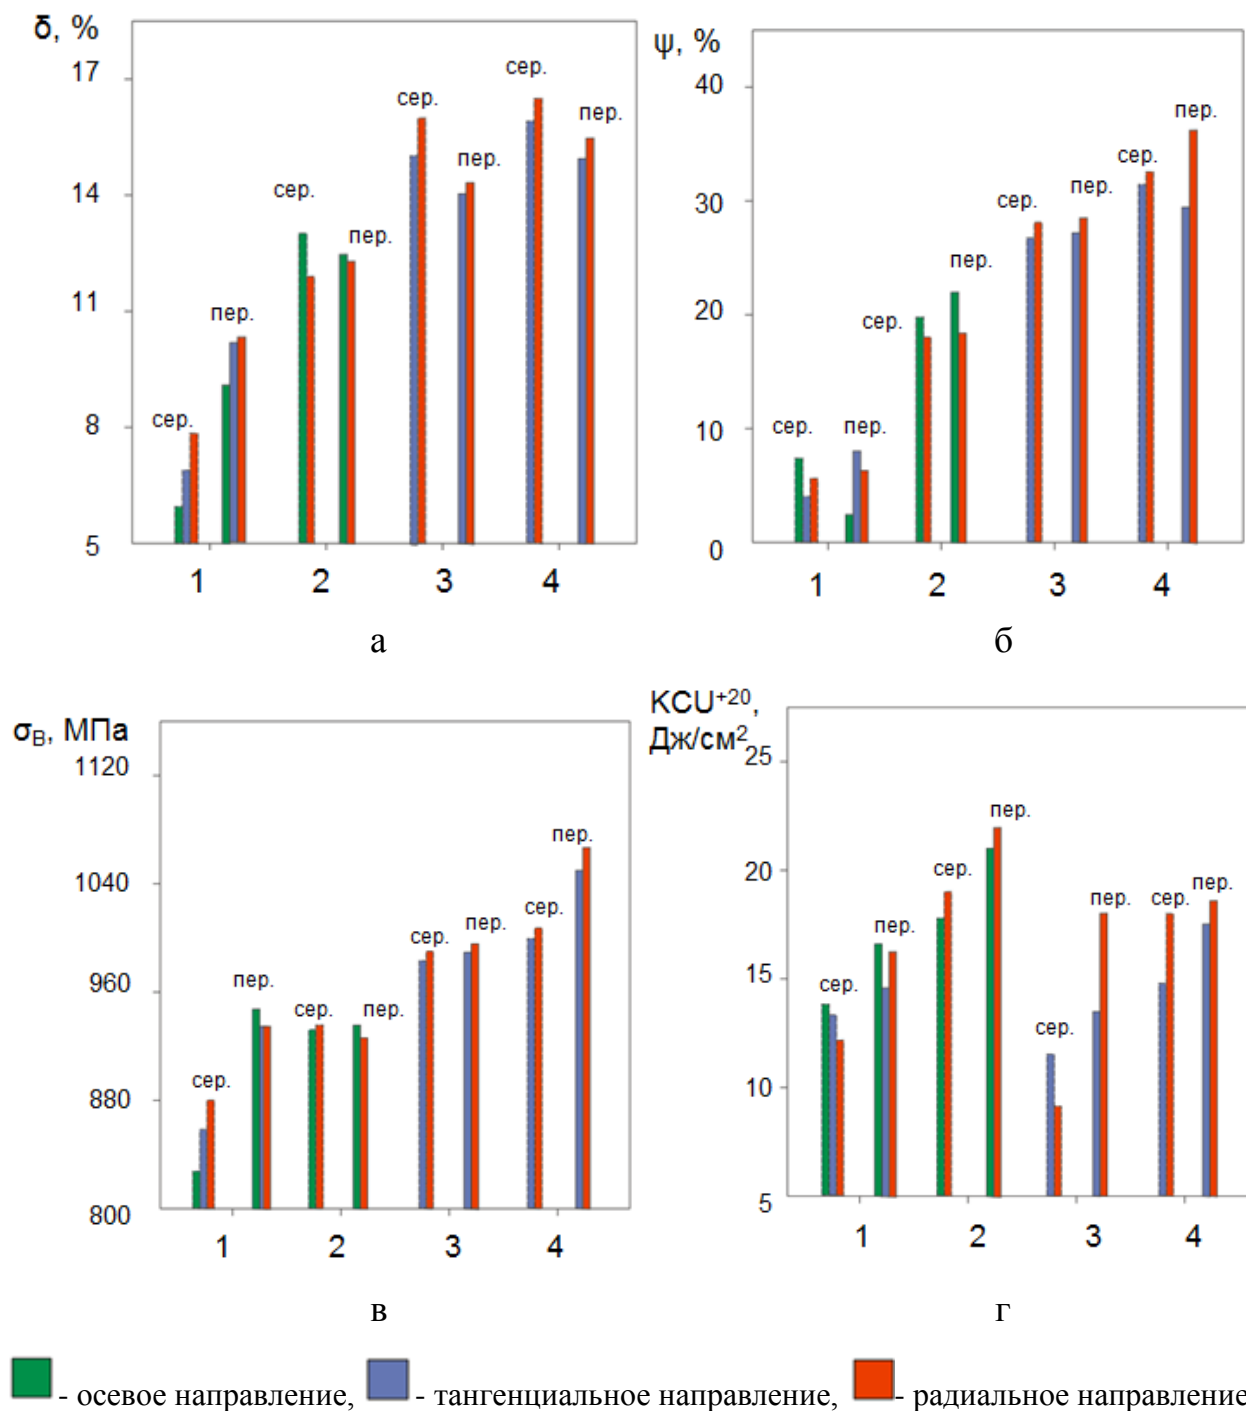 δ, %
17
14
11
8
5
сер.
пер.
сер.
пер.
сер.
пер.
сер.
пер.
1 2 3 4
а
ψ, %
40
30
20
10
0
сер.
пер.
сер.
пер.
сер.
пер.
сер.
пер.
1 2 3 4
б
σВ, МПа
1120
1040
960
880
800
сер.
пер.
сер.
пер.
сер.
пер.
сер.
пер.
1 2 3 4
в
KCU+20,
Дж/см2
25
20
15
10
5
сер.
пер.
сер.
пер.
сер.
пер.
сер.
пер.
1 2 3 4
г
- осевое направление, - тангенциальное направление, - радиальное направление